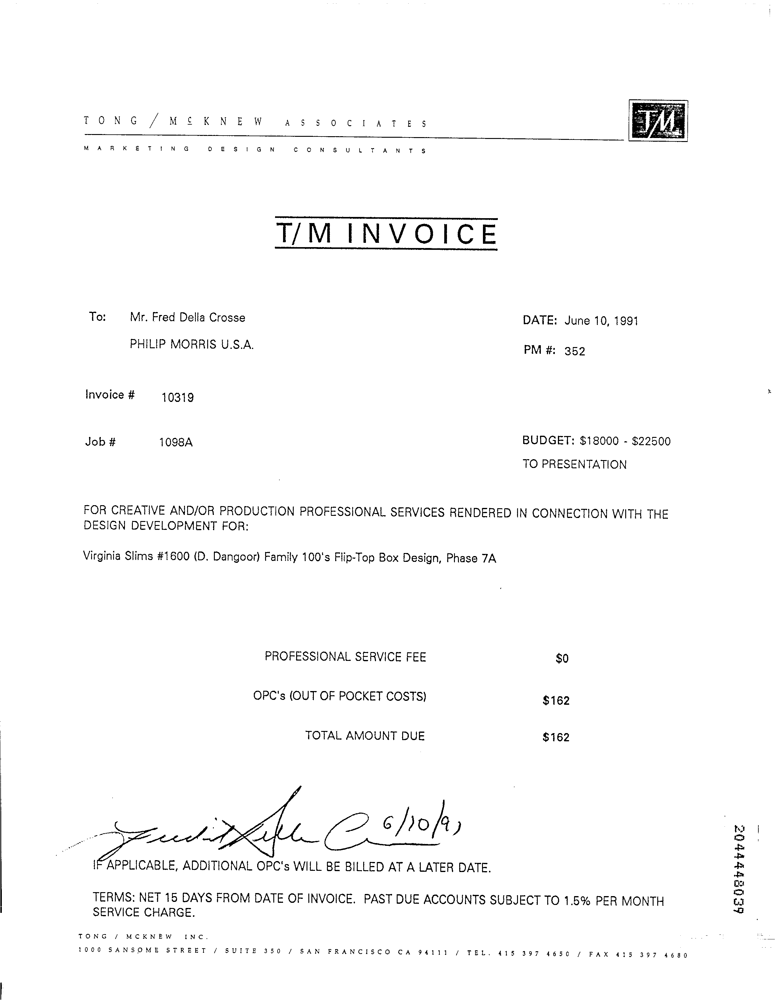 TONG / McKNEW ASSOCIATES
T/M
MARKETING DESIGN CONSULTANTS
T/M INVOICE
To: Mr. Fred Della Crosse
DATE: June 10, 1991
PHILIP MORRIS U.S.A.
PM #: 352
Invoice # 10319
Job # 1098A
BUDGET: $18000 - $22500
TO PRESENTATION
FOR CREATIVE AND/OR PRODUCTION PROFESSIONAL SERVICES RENDERED IN CONNECTION WITH THE
DESIGN DEVELOPMENT FOR:
Virginia Slims #1600 (D. Dangoor) Family 100's Flip-Top Box Design, Phase 7A
PROFESSIONAL SERVICE FEE $0
OPC's (OUT OF POCKET COSTS) $162
TOTAL AMOUNT DUE $162
6/10/91
IF APPLICABLE, ADDITIONAL OPC's WILL BE BILLED AT A LATER DATE.
TERMS: NET 15 DAYS FROM DATE OF INVOICE. PAST DUE ACCOUNTS SUBJECT TO 1.5% PER MONTH
SERVICE CHARGE.
TONG / MCKNEW INC.
1000 SANSOME STREET / SUITE 350 / SAN FRANCISCO CA 94111 / TEL. 415 397 4650 / FAX 415 397 4680
2044448039